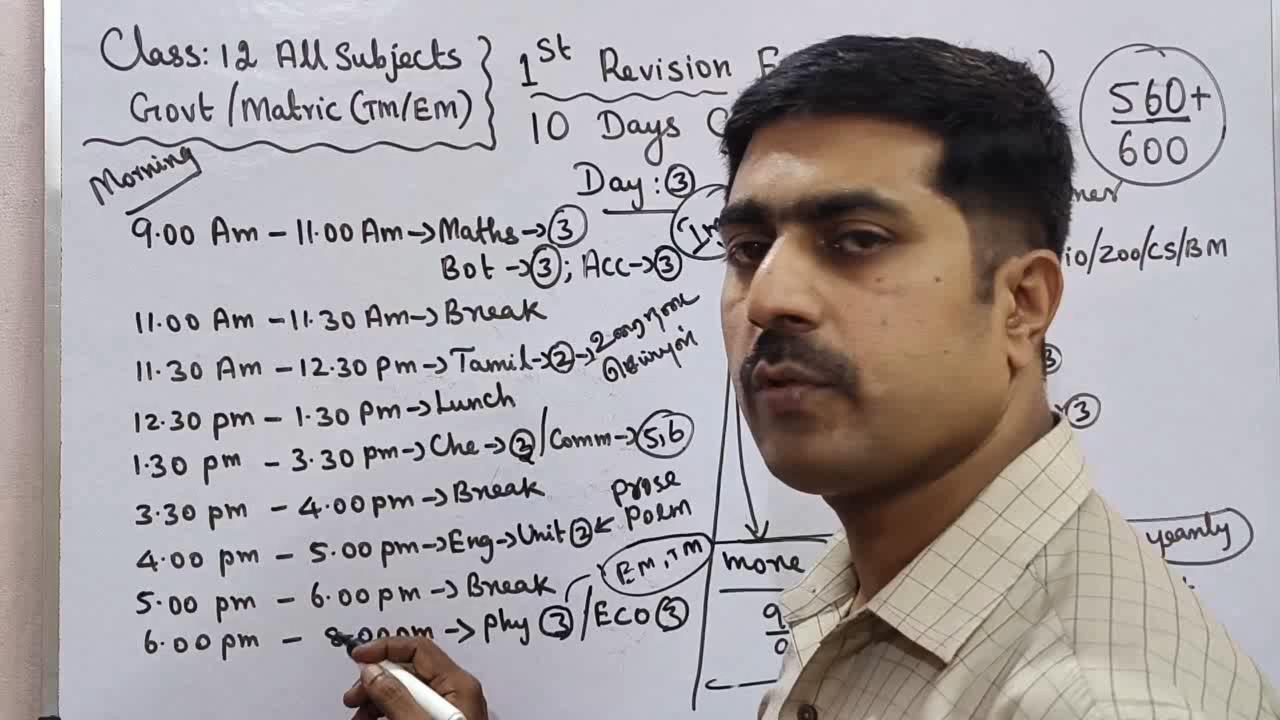 Class: 12 All Subjects
Govt / Matric (TM/EM)
1st Revision
10 Days
560+
600
Morning
Day: 3
9.00 Am - 11.00 Am → Maths → 3
Bot → 3 ; Acc → 3
10/Zoo/CS/BM
11.00 Am - 11.30 Am → Break
11.30 Am - 12.30 pm → Tamil → 2 → உரைநடை
செய்யுள்
12.30 pm - 1.30 pm → Lunch
1.30 pm - 3.30 pm → Che → 2 / Comm → 5,6
3
3.30 pm - 4.00 pm → Break
Prose
Poem
4.00 pm - 5.00 pm → Eng → Unit 2
5.00 pm - 6.00 pm → Break
EM, TM
6.00 pm - 8.00 pm → Phy 3 / ECO 3
more
yearly